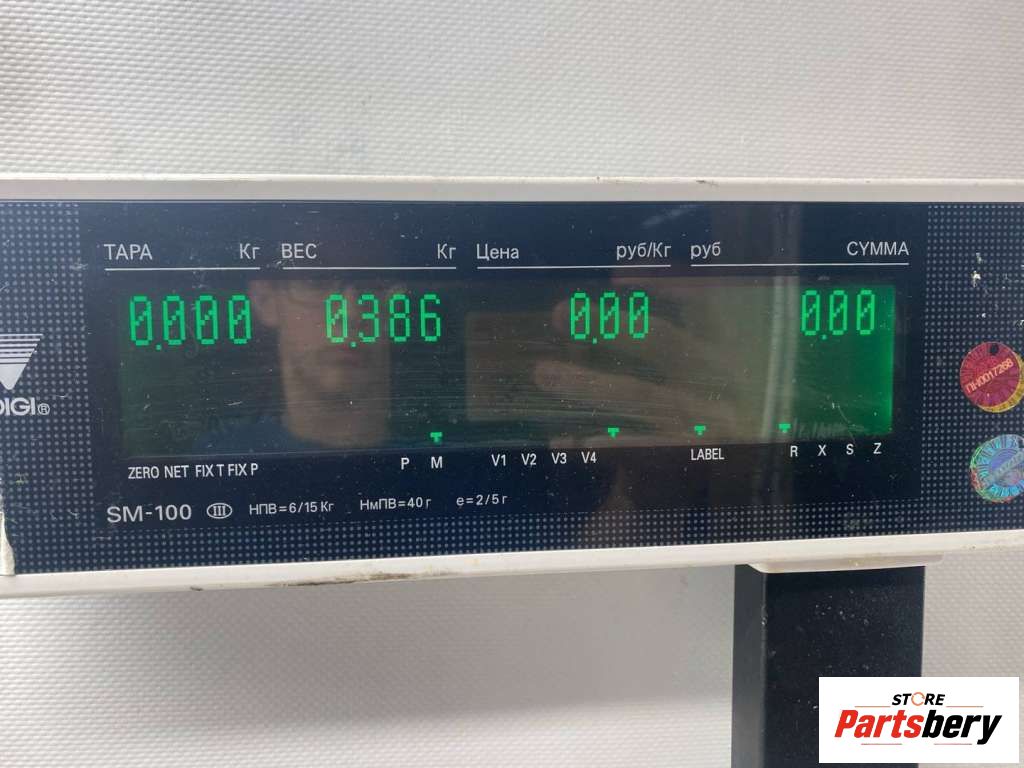 ТАРА Кг ВЕС Кг Цена руб/Кг руб СУММА
0.000 0.386 0.00 0.00
DIGI®
ПН0017268
ZERO NET FIX T FIX P P M V1 V2 V3 V4 LABEL R X S Z
SM-100 III НПВ=6/15 Кг НмПВ=40 г e=2/5 г
STORE
Partsbery